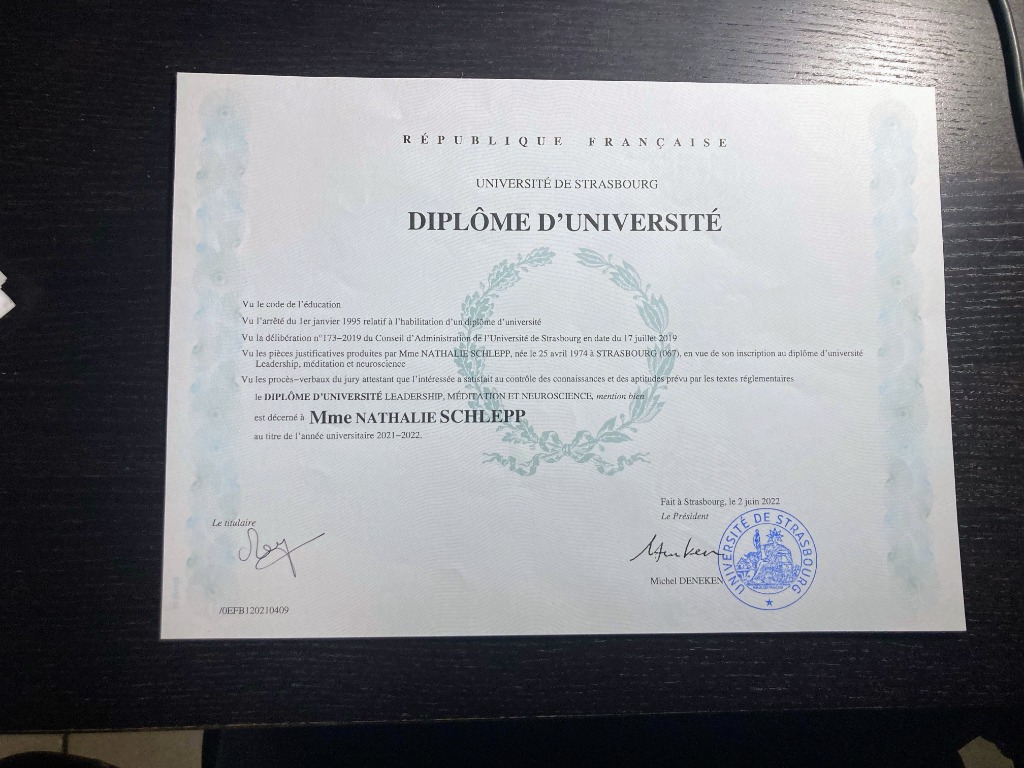 RÉPUBLIQUE FRANÇAISE
UNIVERSITÉ DE STRASBOURG
DIPLÔME D'UNIVERSITÉ
Vu le code de l'éducation
Vu l'arrêté du 1er janvier 1995 relatif à l'habilitation d'un diplôme d'université
Vu la délibération n°173-2019 du Conseil d'Administration de l'Université de Strasbourg en date du 17 juillet 2019
Vu les pièces justificatives produites par Mme NATHALIE SCHLEPP, née le 25 avril 1974 à STRASBOURG (067), en vue de son inscription au diplôme d'université
Leadership, méditation et neuroscience
Vu les procès-verbaux du jury attestant que l'intéressée a satisfait au contrôle des connaissances et des aptitudes prévu par les textes réglementaires
le DIPLÔME D'UNIVERSITÉ LEADERSHIP, MÉDITATION ET NEUROSCIENCE, mention bien
est décerné à Mme NATHALIE SCHLEPP
au titre de l'année universitaire 2021-2022.
Fait à Strasbourg, le 2 juin 2022
Le Président
Le titulaire
Michel DENEKEN
UNIVERSITÉ DE STRASBOURG
/0EFB120210409